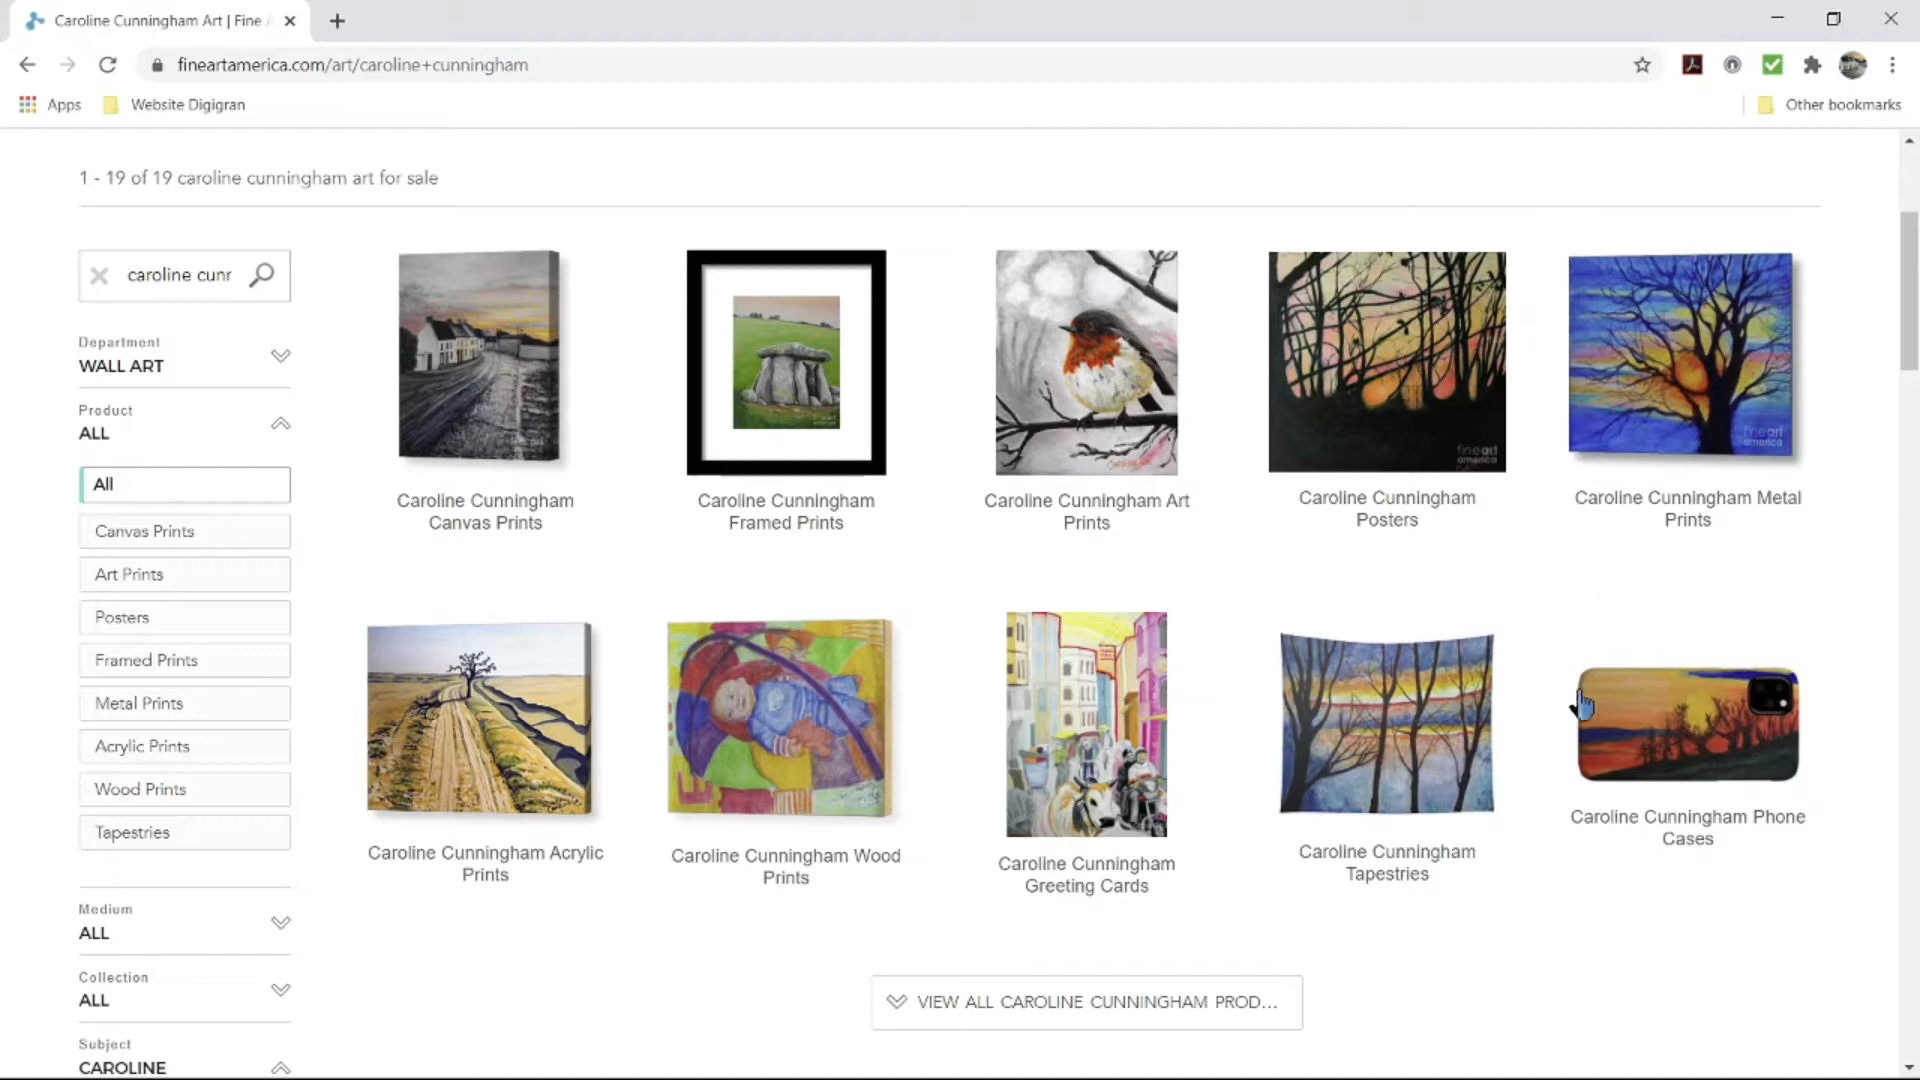 Caroline Cunningham Art | Fine A
fineartamerica.com/art/caroline+cunningham
Apps
Website Digigran
Other bookmarks
1 - 19 of 19 caroline cunningham art for sale
caroline cunr
Department
WALL ART
Product
ALL
All
Canvas Prints
Art Prints
Posters
Framed Prints
Metal Prints
Acrylic Prints
Wood Prints
Tapestries
Medium
ALL
Collection
ALL
Subject
CAROLINE
Caroline Cunningham
Canvas Prints
Caroline Cunningham
Framed Prints
Caroline Cunningham Art
Prints
fineart
america
Caroline Cunningham
Posters
fineart
america
Caroline Cunningham Metal
Prints
Caroline Cunningham Acrylic
Prints
Caroline Cunningham Wood
Prints
Caroline Cunningham
Greeting Cards
Caroline Cunningham
Tapestries
Caroline Cunningham Phone
Cases
VIEW ALL CAROLINE CUNNINGHAM PROD...